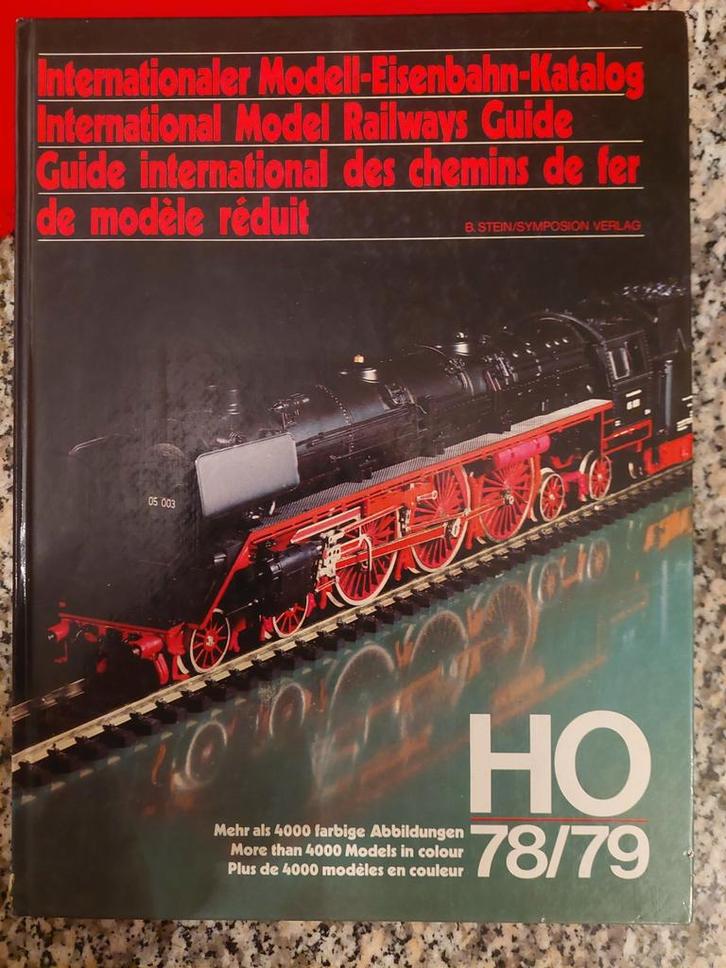 Internationaler Modell-Eisenbahn-Katalog
International Model Railways Guide
Guide international des chemins de fer
de modèle réduit
B. STEIN/SYMPOSION VERLAG
05 003
HO
78/79
Mehr als 4000 farbige Abbildungen
More than 4000 Models in colour
Plus de 4000 modèles en couleur